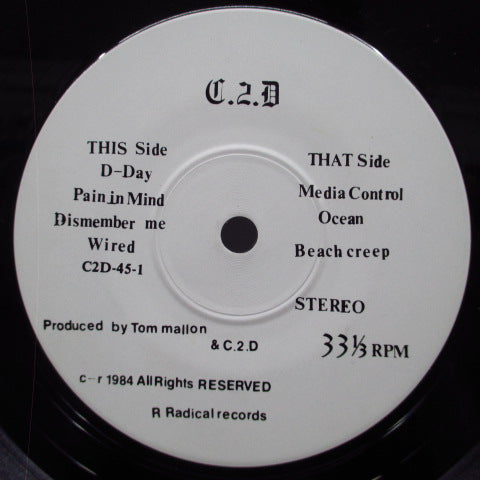 C.2.D
THIS Side
D-Day
Pain in Mind
Dismember me
Wired
C2D-45-1
THAT Side
Media Control
Ocean
Beach creep
STEREO
33⅓ RPM
Produced by Tom mallon
& C.2.D
c-r 1984 All Rights RESERVED
R Radical records